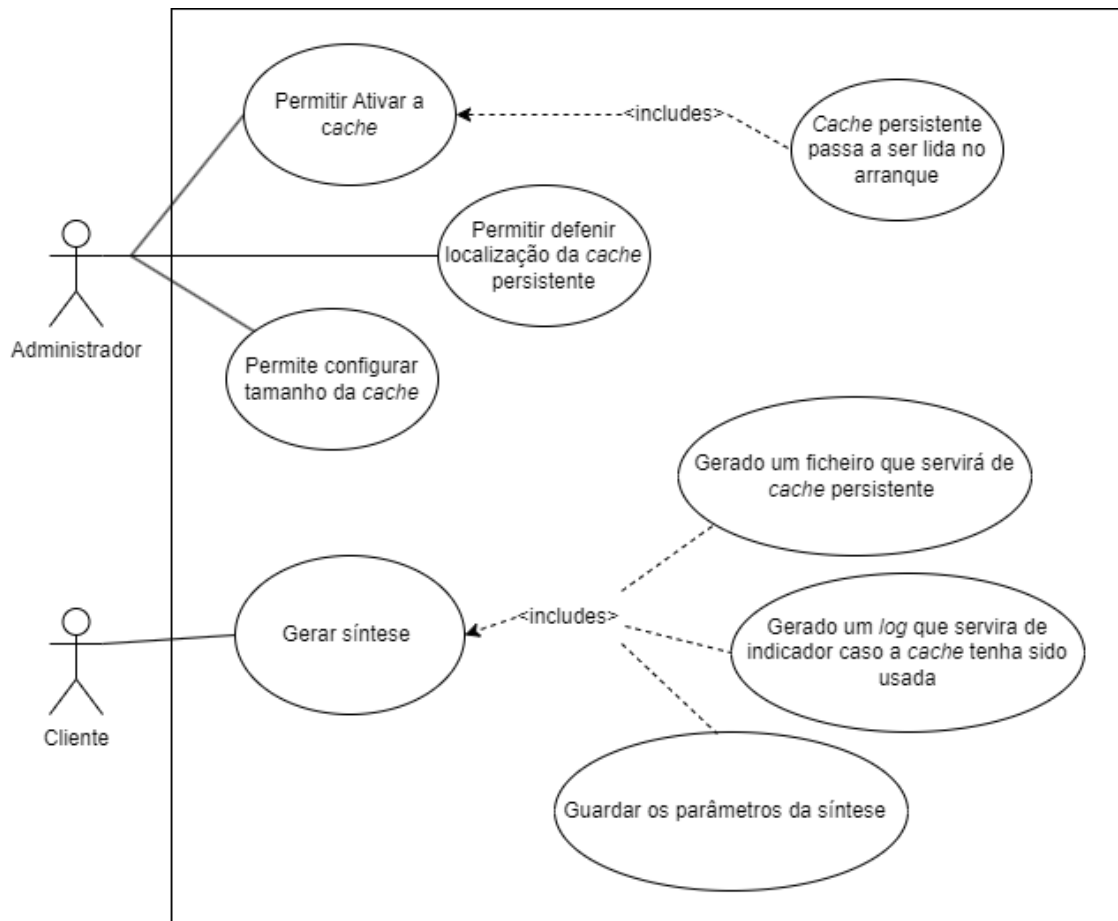 Permitir Ativar a
cache
<includes>
Cache persistente
passa a ser lida no
arranque
Permitir defenir
localização da cache
persistente
Administrador
Permite configurar
tamanho da cache
Gerado um ficheiro que servirá de
cache persistente
Gerar síntese
<includes>
Gerado um log que servira de
indicador caso a cache tenha sido
usada
Cliente
Guardar os parâmetros da síntese